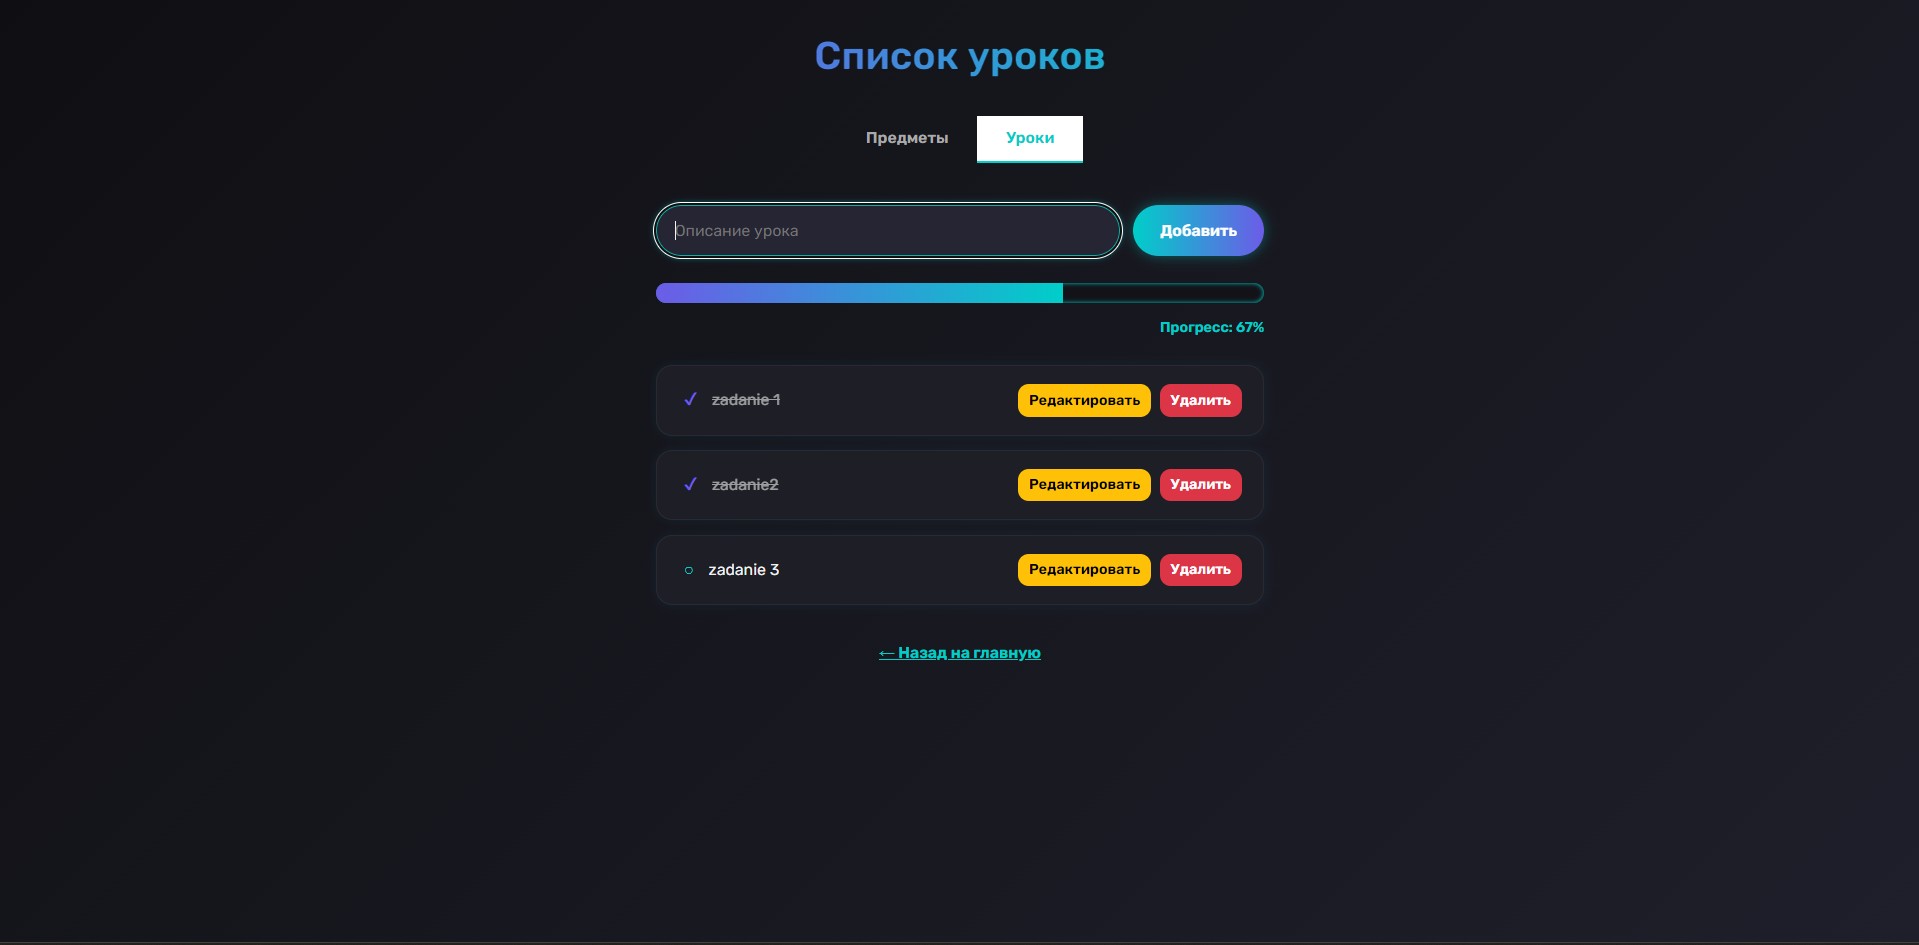 Список уроков
Предметы Уроки
Описание урока Добавить
Прогресс: 67%
✓ zadanie 1 Редактировать Удалить
✓ zadanie2 Редактировать Удалить
○ zadanie 3 Редактировать Удалить
← Назад на главную